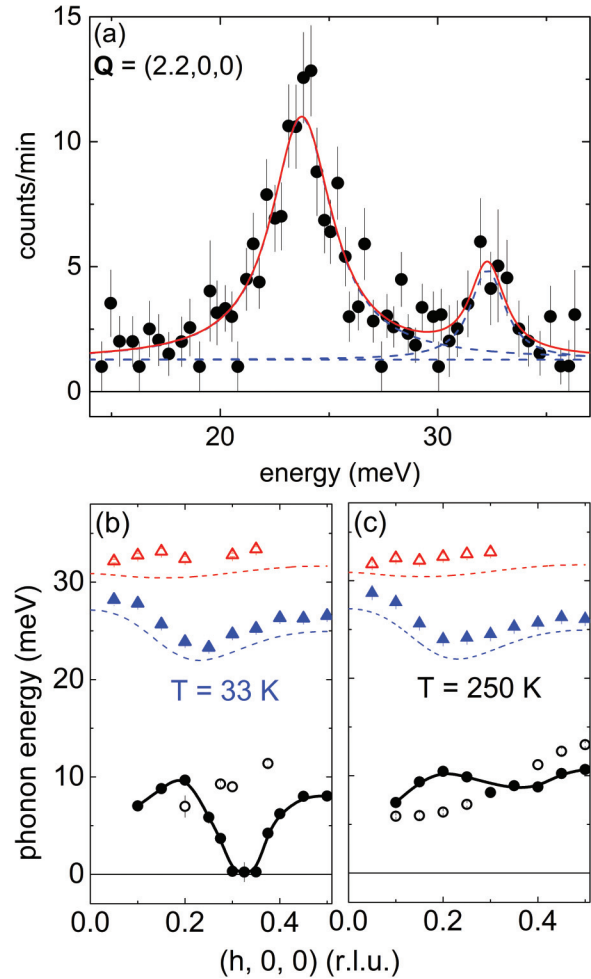 (a)
Q = (2.2,0,0)
counts/min
15
10
5
0
20
30
energy (meV)
(b)
(c)
phonon energy (meV)
30
20
10
0
T = 33 K
T = 250 K
0.0
0.2
0.4
0.0
0.2
0.4
(h, 0, 0) (r.l.u.)